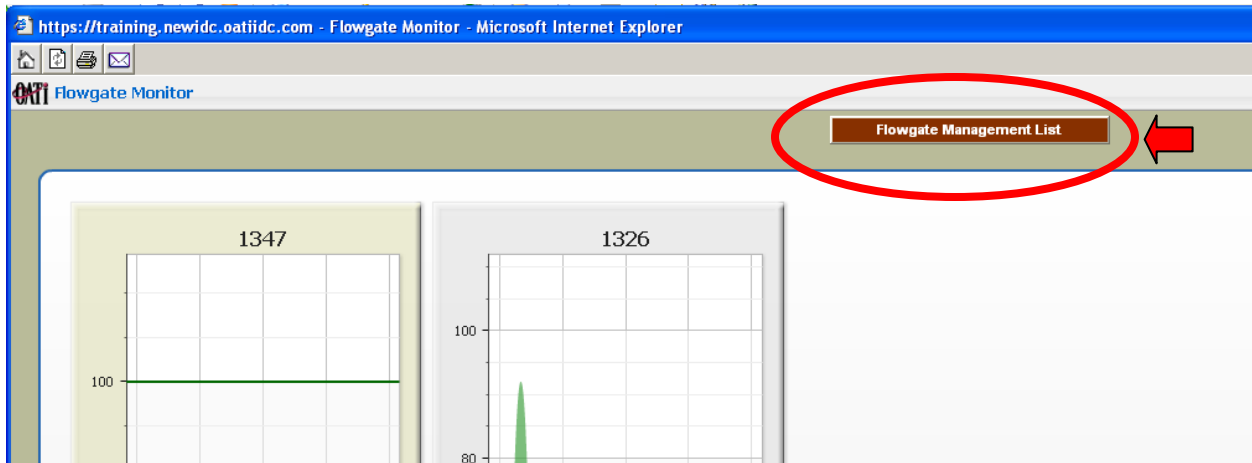 https://training.newidc.oatiidc.com - Flowgate Monitor - Microsoft Internet Explorer
OATI Flowgate Monitor
Flowgate Management List
1347
1326
100
100
80